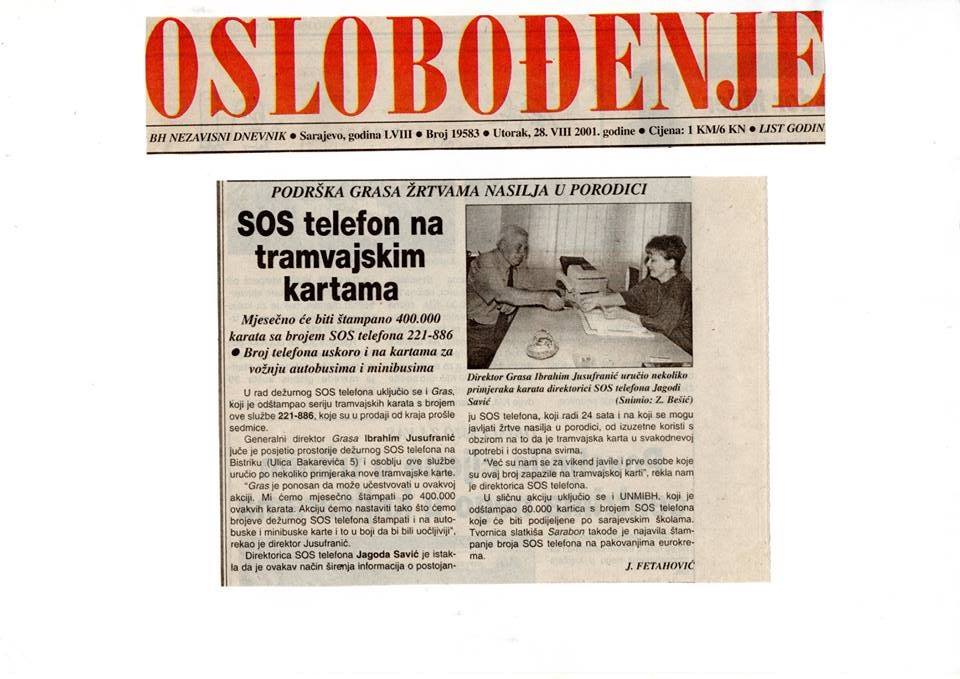 OSLOBOĐENJE
BH NEZAVISNI DNEVNIK ● Sarajevo, godina LVIII ● Broj 19583 ● Utorak, 28. VIII 2001. godine ● Cijena: 1 KM/6 KN ● LIST GODIN
PODRŠKA GRASA ŽRTVAMA NASILJA U PORODICI
SOS telefon na
tramvajskim
kartama
Mjesečno će biti štampano 400.000
karata sa brojem SOS telefona 221-886
● Broj telefona uskoro i na kartama za
vožnju autobusima i minibusima
U rad dežurnog SOS telefona uključio se i Gras,
koji je odštampao seriju tramvajskih karata s brojem
ove službe 221-886, koje su u prodaji od kraja prošle
sedmice.
Generalni direktor Grasa Ibrahim Jusufranić
juče je posjetio prostorije dežurnog SOS telefona na
Bistriku (Ulica Bakarevića 5) i osoblju ove službe
uručio po nekoliko primjeraka nove tramvajske karte.
"Gras je ponosan da može učestvovati u ovakvoj
akciji. Mi ćemo mjesečno štampati po 400.000
ovakvih karata. Akciju ćemo nastaviti tako što ćemo
brojeve dežurnog SOS telefona štampati i na auto-
buske i minibuske karte i to u boji da bi bili uočljiviji",
rekao je direktor Jusufranić.
Direktorica SOS telefona Jagoda Savić je istak-
la da je ovakav način širenja informacija o postojan-
Direktor Grasa Ibrahim Jusufranić uručio nekoliko
primjeraka karata direktorici SOS telefona Jagodi
Savić (Snimio: Z. Bešić)
ju SOS telefona, koji radi 24 sata i na koji se mogu
javljati žrtve nasilja u porodici, od izuzetne koristi s
obzirom na to da je tramvajska karta u svakodnevoj
upotrebi i dostupna svima.
"Već su nam se za vikend javile i prve osobe koje
su ovaj broj zapazile na tramvajskoj karti", rekla nam
je direktorica SOS telefona.
U sličnu akciju uključio se i UNMIBH, koji je
odštampao 80.000 kartica s brojem SOS telefona
koje će biti podijeljene po sarajevskim školama.
Tvornica slatkiša Sarabon takođe je najavila štam-
panje broja SOS telefona na pakovanjima eurokre-
ma.
J. FETAHOVIĆ